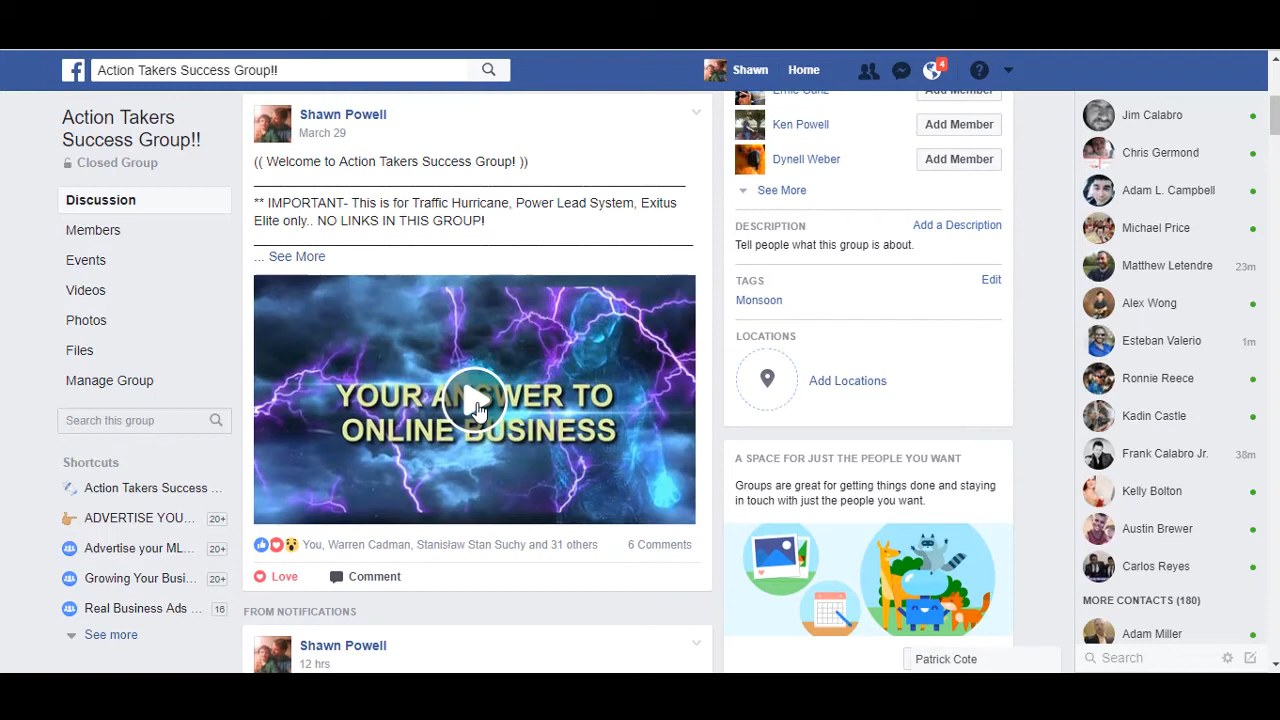 Action Takers Success Group!!
Shawn
Home
4
Action Takers
Success Group!!
Closed Group
Discussion
Members
Events
Videos
Photos
Files
Manage Group
Search this group
Shortcuts
Action Takers Success ...
ADVERTISE YOU... 20+
Advertise your ML... 20+
Growing Your Busi... 20+
Real Business Ads ... 16
See more
Shawn Powell
March 29
(( Welcome to Action Takers Success Group! ))
** IMPORTANT- This is for Traffic Hurricane, Power Lead System, Exitus
Elite only.. NO LINKS IN THIS GROUP!
... See More
YOUR ANSWER TO
ONLINE BUSINESS
You, Warren Cadman, Stanisław Stan Suchy and 31 others
6 Comments
Love
Comment
FROM NOTIFICATIONS
Shawn Powell
12 hrs
Add Member
Ken Powell
Add Member
Dynell Weber
Add Member
See More
DESCRIPTION
Add a Description
Tell people what this group is about.
TAGS
Edit
Monsoon
LOCATIONS
Add Locations
A SPACE FOR JUST THE PEOPLE YOU WANT
Groups are great for getting things done and staying
in touch with just the people you want.
Patrick Cote
Jim Calabro
Chris Germond
Adam L. Campbell
Michael Price
Matthew Letendre 23m
Alex Wong
Esteban Valerio 1m
Ronnie Reece
Kadin Castle
Frank Calabro Jr. 38m
Kelly Bolton
Austin Brewer
Carlos Reyes
MORE CONTACTS (180)
Adam Miller
Search